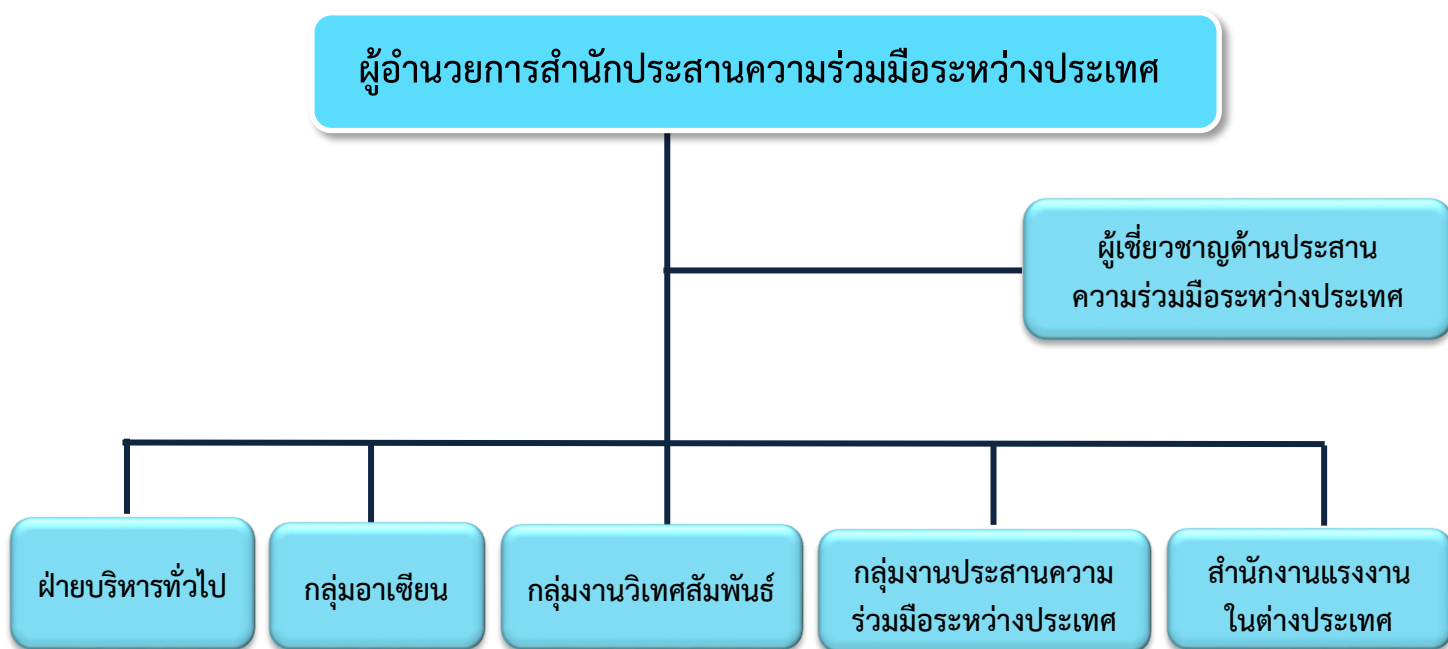 ผู้อำนวยการสำนักประสานความร่วมมือระหว่างประเทศ
ผู้เชี่ยวชาญด้านประสาน
ความร่วมมือระหว่างประเทศ
ฝ่ายบริหารทั่วไป
กลุ่มอาเซียน
กลุ่มงานวิเทศสัมพันธ์
กลุ่มงานประสานความ
ร่วมมือระหว่างประเทศ
สำนักงานแรงงาน
ในต่างประเทศ